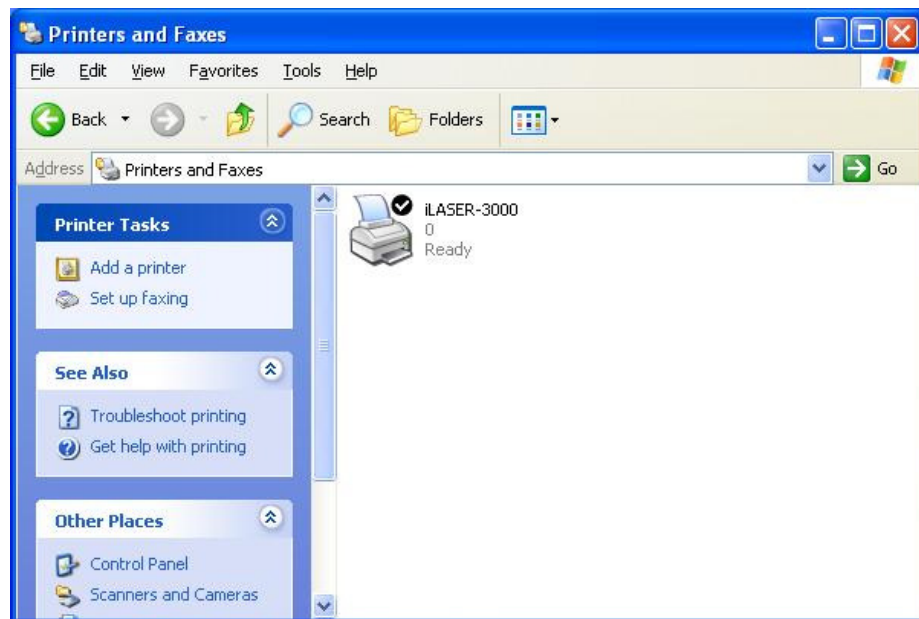 Printers and Faxes
File Edit View Favorites Tools Help
Back Search Folders
Address Printers and Faxes Go
Printer Tasks
Add a printer
Set up faxing
See Also
Troubleshoot printing
Get help with printing
Other Places
Control Panel
Scanners and Cameras
iLASER-3000
0
Ready